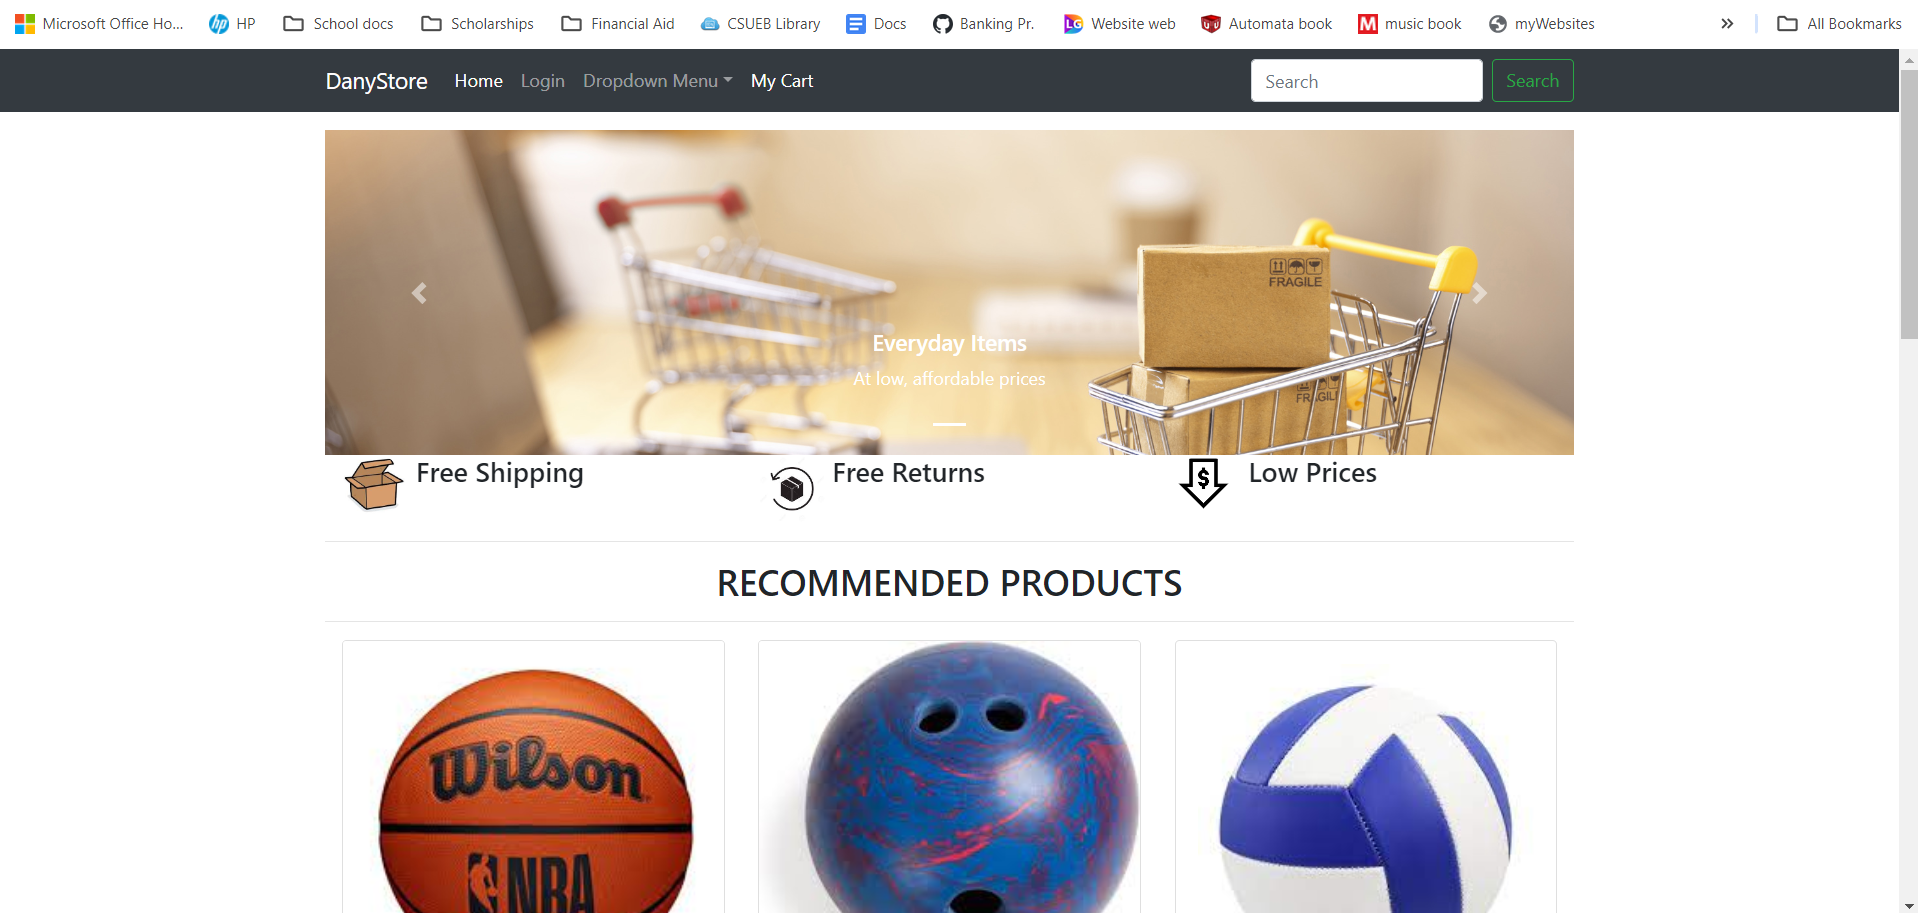 Microsoft Office Ho... HP School docs Scholarships Financial Aid CSUEB Library Docs Banking Pr. Website web Automata book music book myWebsites » All Bookmarks
DanyStore Home Login Dropdown Menu My Cart Search Search
FRAGILE
Everyday Items
At low, affordable prices
FRAGIL
Free Shipping Free Returns Low Prices
RECOMMENDED PRODUCTS
Wilson
NBA